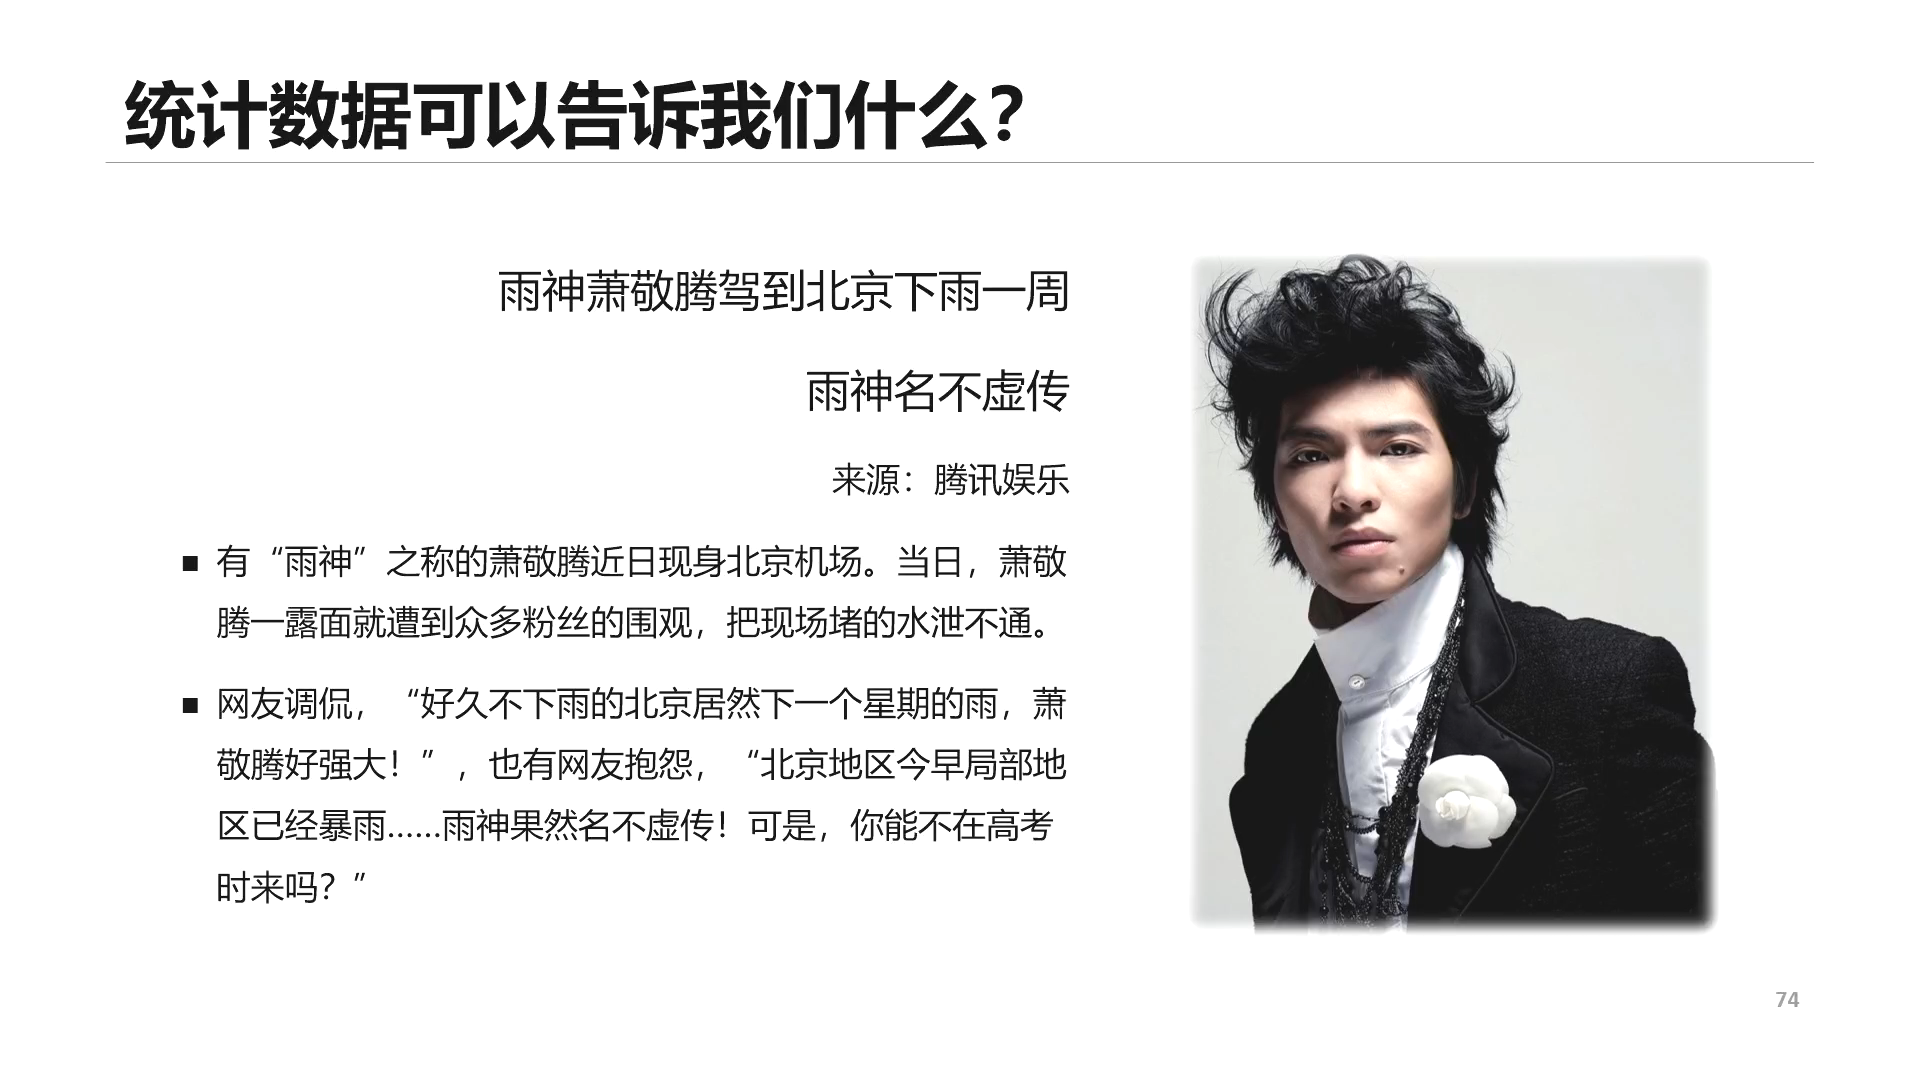 统计数据可以告诉我们什么？
雨神萧敬腾驾到北京下雨一周
雨神名不虚传
来源：腾讯娱乐
▪ 有“雨神”之称的萧敬腾近日现身北京机场。当日，萧敬
腾一露面就遭到众多粉丝的围观，把现场堵的水泄不通。
▪ 网友调侃，“好久不下雨的北京居然下一个星期的雨，萧
敬腾好强大！”，也有网友抱怨，“北京地区今早局部地
区已经暴雨……雨神果然名不虚传！可是，你能不在高考
时来吗？”
74